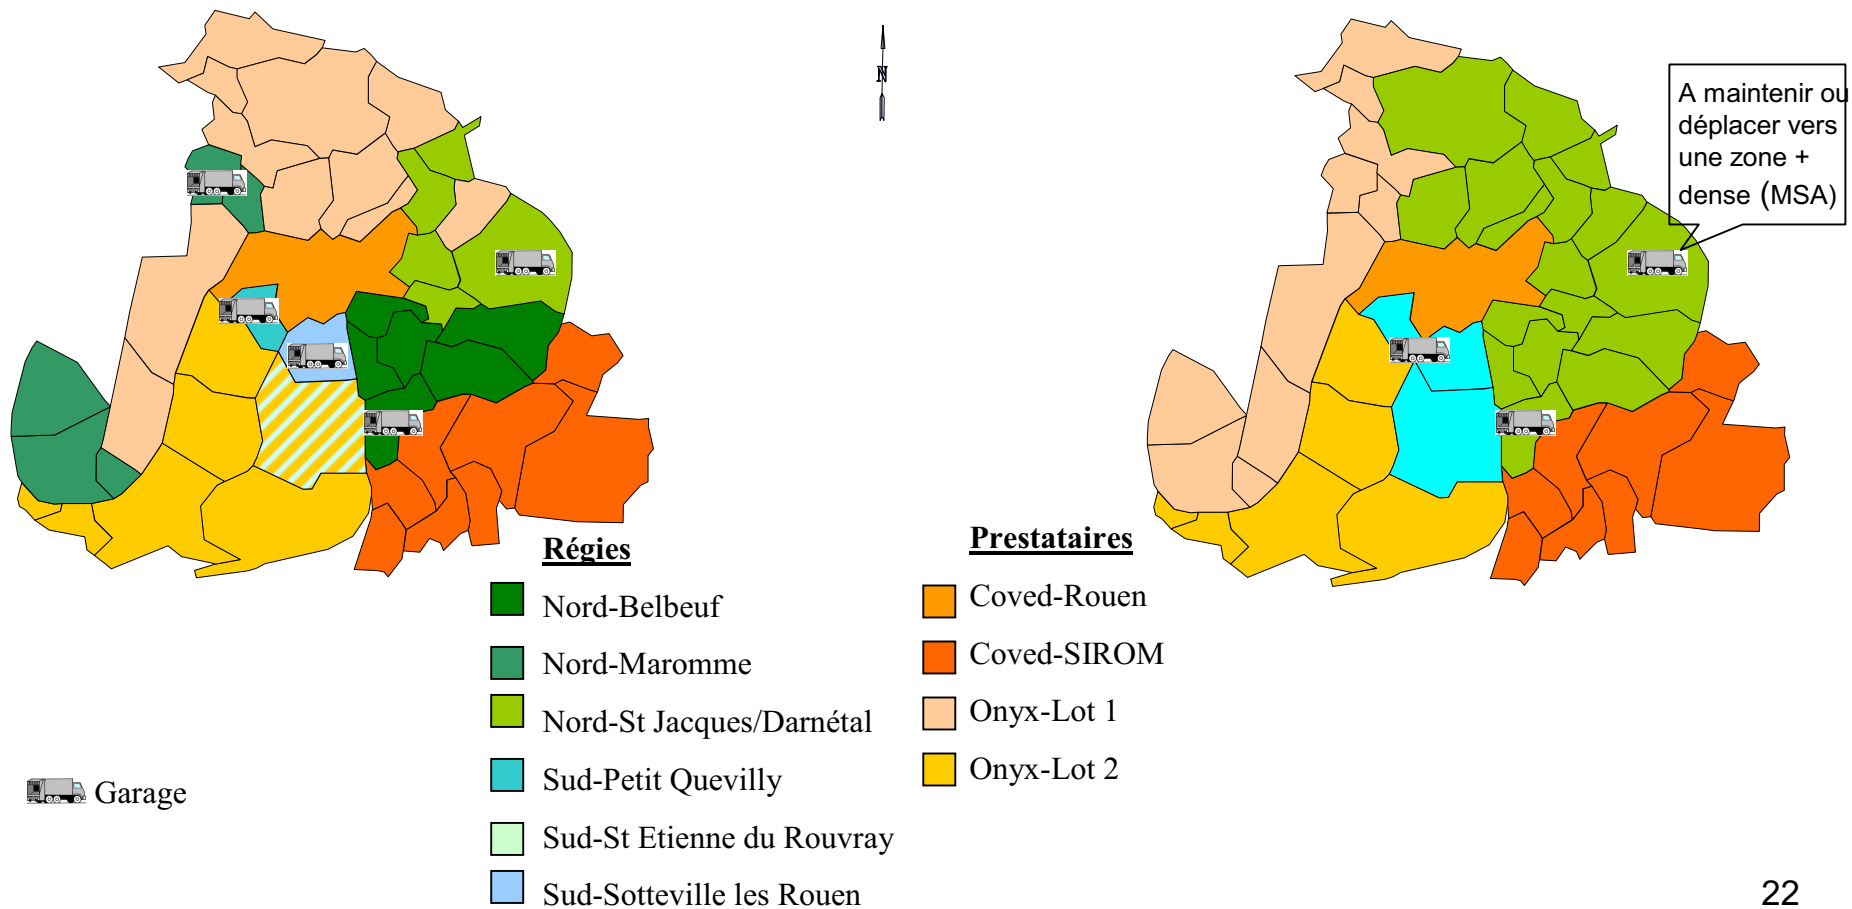 N
A maintenir ou
déplacer vers
une zone +
dense (MSA)
Régies
Nord-Belbeuf
Nord-Maromme
Nord-St Jacques/Darnétal
Sud-Petit Quevilly
Sud-St Etienne du Rouvray
Sud-Sotteville les Rouen
Prestataires
Coved-Rouen
Coved-SIROM
Onyx-Lot 1
Onyx-Lot 2
Garage
22